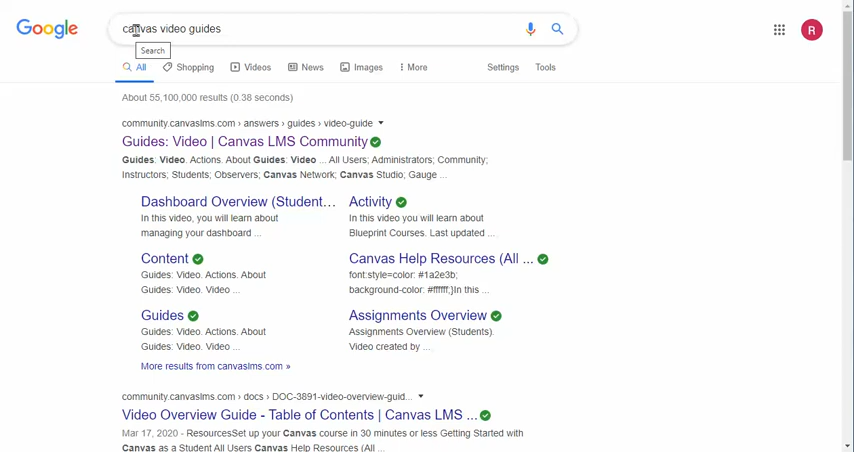 Google
canvas video guides
R
Search
All Shopping Videos News Images More Settings Tools
About 55,100,000 results (0.38 seconds)
community.canvaslms.com › answers › guides › video-guide
Guides: Video | Canvas LMS Community
Guides: Video. Actions. About Guides: Video ... All Users; Administrators; Community;
Instructors; Students; Observers; Canvas Network; Canvas Studio; Gauge ...
Dashboard Overview (Student...
In this video, you will learn about
managing your dashboard ...
Activity
In this video you will learn about
Blueprint Courses. Last updated ...
Content
Guides: Video. Actions. About
Guides: Video. Video ...
Canvas Help Resources (All ...
font:style=color: #1a2e3b;
background-color: #ffffff;}In this ...
Guides
Guides: Video. Actions. About
Guides: Video. Video ...
Assignments Overview
Assignments Overview (Students).
Video created by ...
More results from canvaslms.com »
community.canvaslms.com › docs › DOC-3891-video-overview-guid...
Video Overview Guide - Table of Contents | Canvas LMS ...
Mar 17, 2020 - ResourcesSet up your Canvas course in 30 minutes or less Getting Started with
Canvas as a Student All Users Canvas Help Resources (All ...